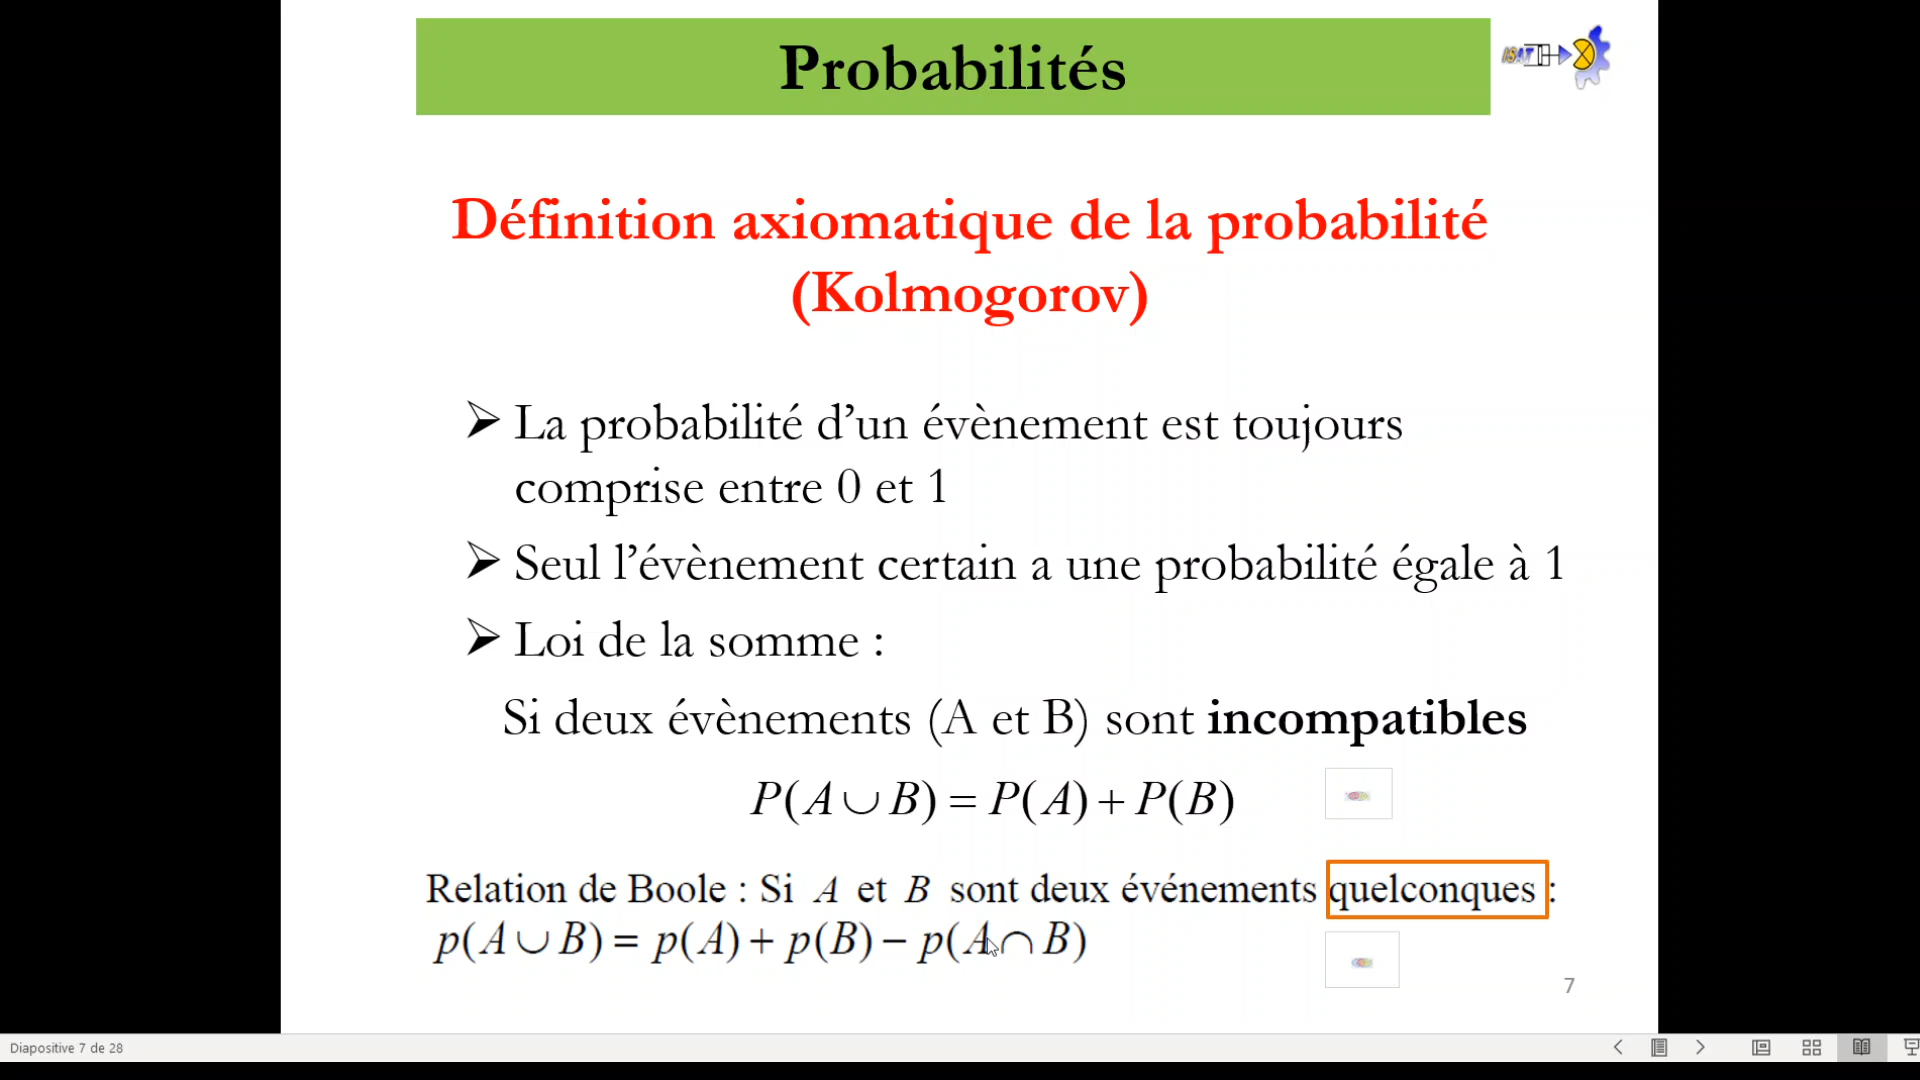 Probabilités
ISAT
Définition axiomatique de la probabilité
(Kolmogorov)
La probabilité d’un évènement est toujours
comprise entre 0 et 1
Seul l’évènement certain a une probabilité égale à 1
Loi de la somme :
Si deux évènements (A et B) sont incompatibles
P(A ∪ B) = P(A) + P(B)
Relation de Boole : Si A et B sont deux événements quelconques :
p(A ∪ B) = p(A) + p(B) − p(A ∩ B)
7
Diapositive 7 de 28